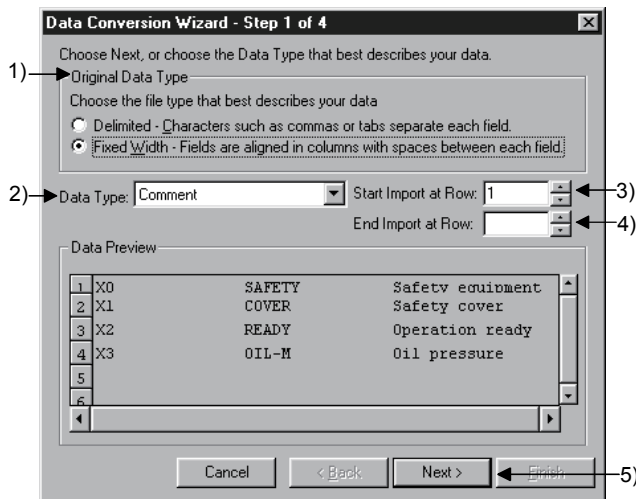 Data Conversion Wizard - Step 1 of 4
Choose Next, or choose the Data Type that best describes your data.
1)
Original Data Type
Choose the file type that best describes your data
Delimited - Characters such as commas or tabs separate each field.
Fixed Width - Fields are aligned in columns with spaces between each field.
2) Data Type: Comment Start Import at Row: 1 3)
End Import at Row: 4)
Data Preview
1 X0 SAFETY Safety equipment
2 X1 COVER Safety cover
3 X2 READY Operation ready
4 X3 OIL-M Oil pressure
5
6
Cancel < Back Next > Finish 5)